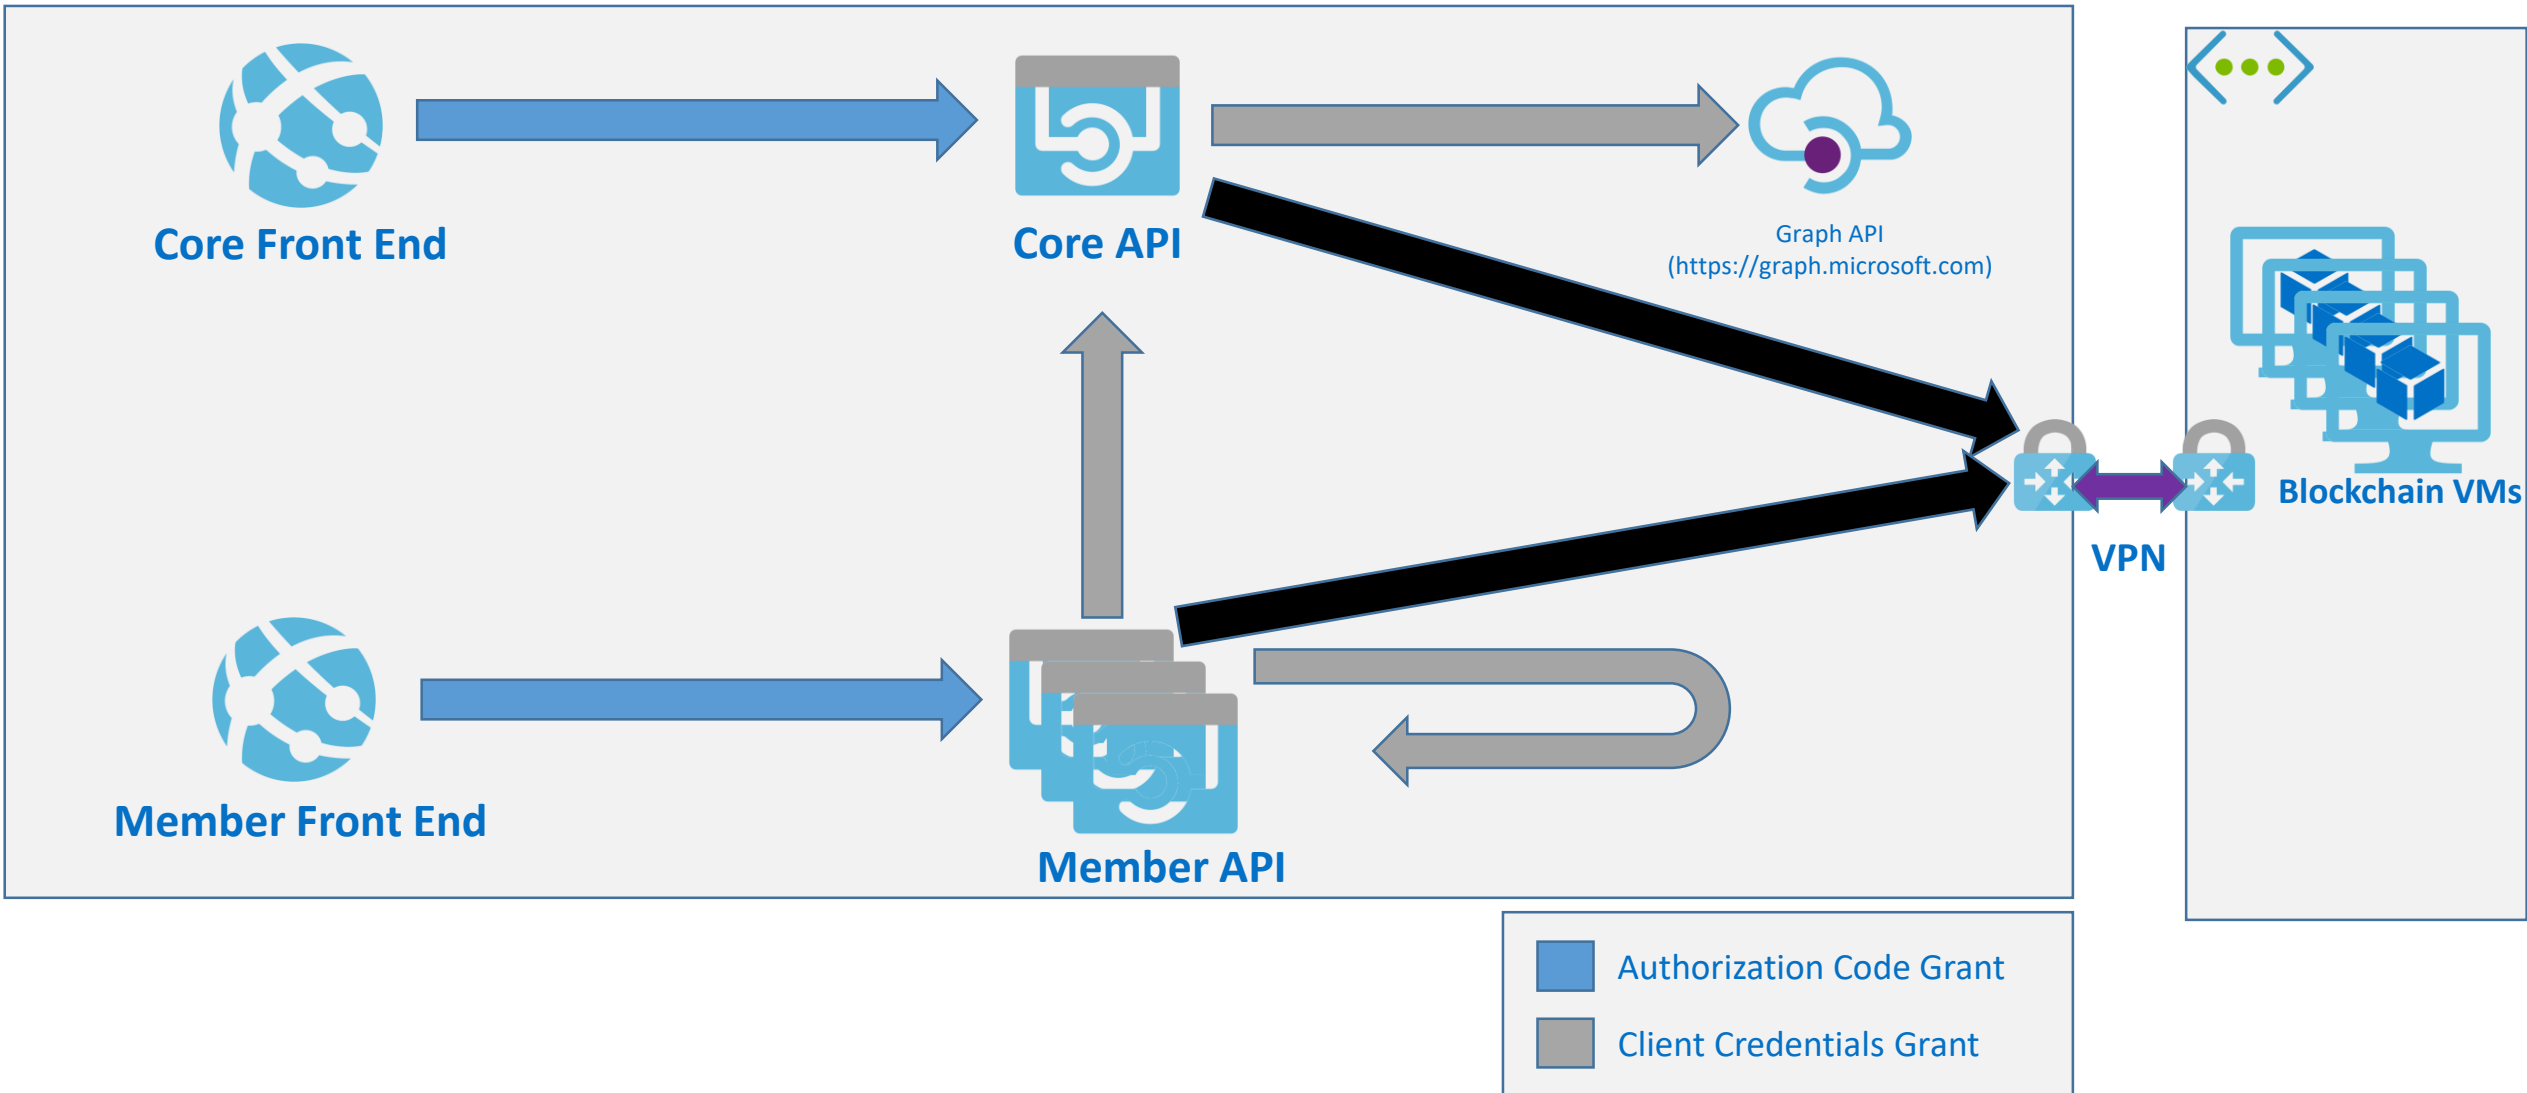 Core Front End
Core API
Graph API
(https://graph.microsoft.com)
Blockchain VMs
VPN
Member Front End
Member API
Authorization Code Grant
Client Credentials Grant